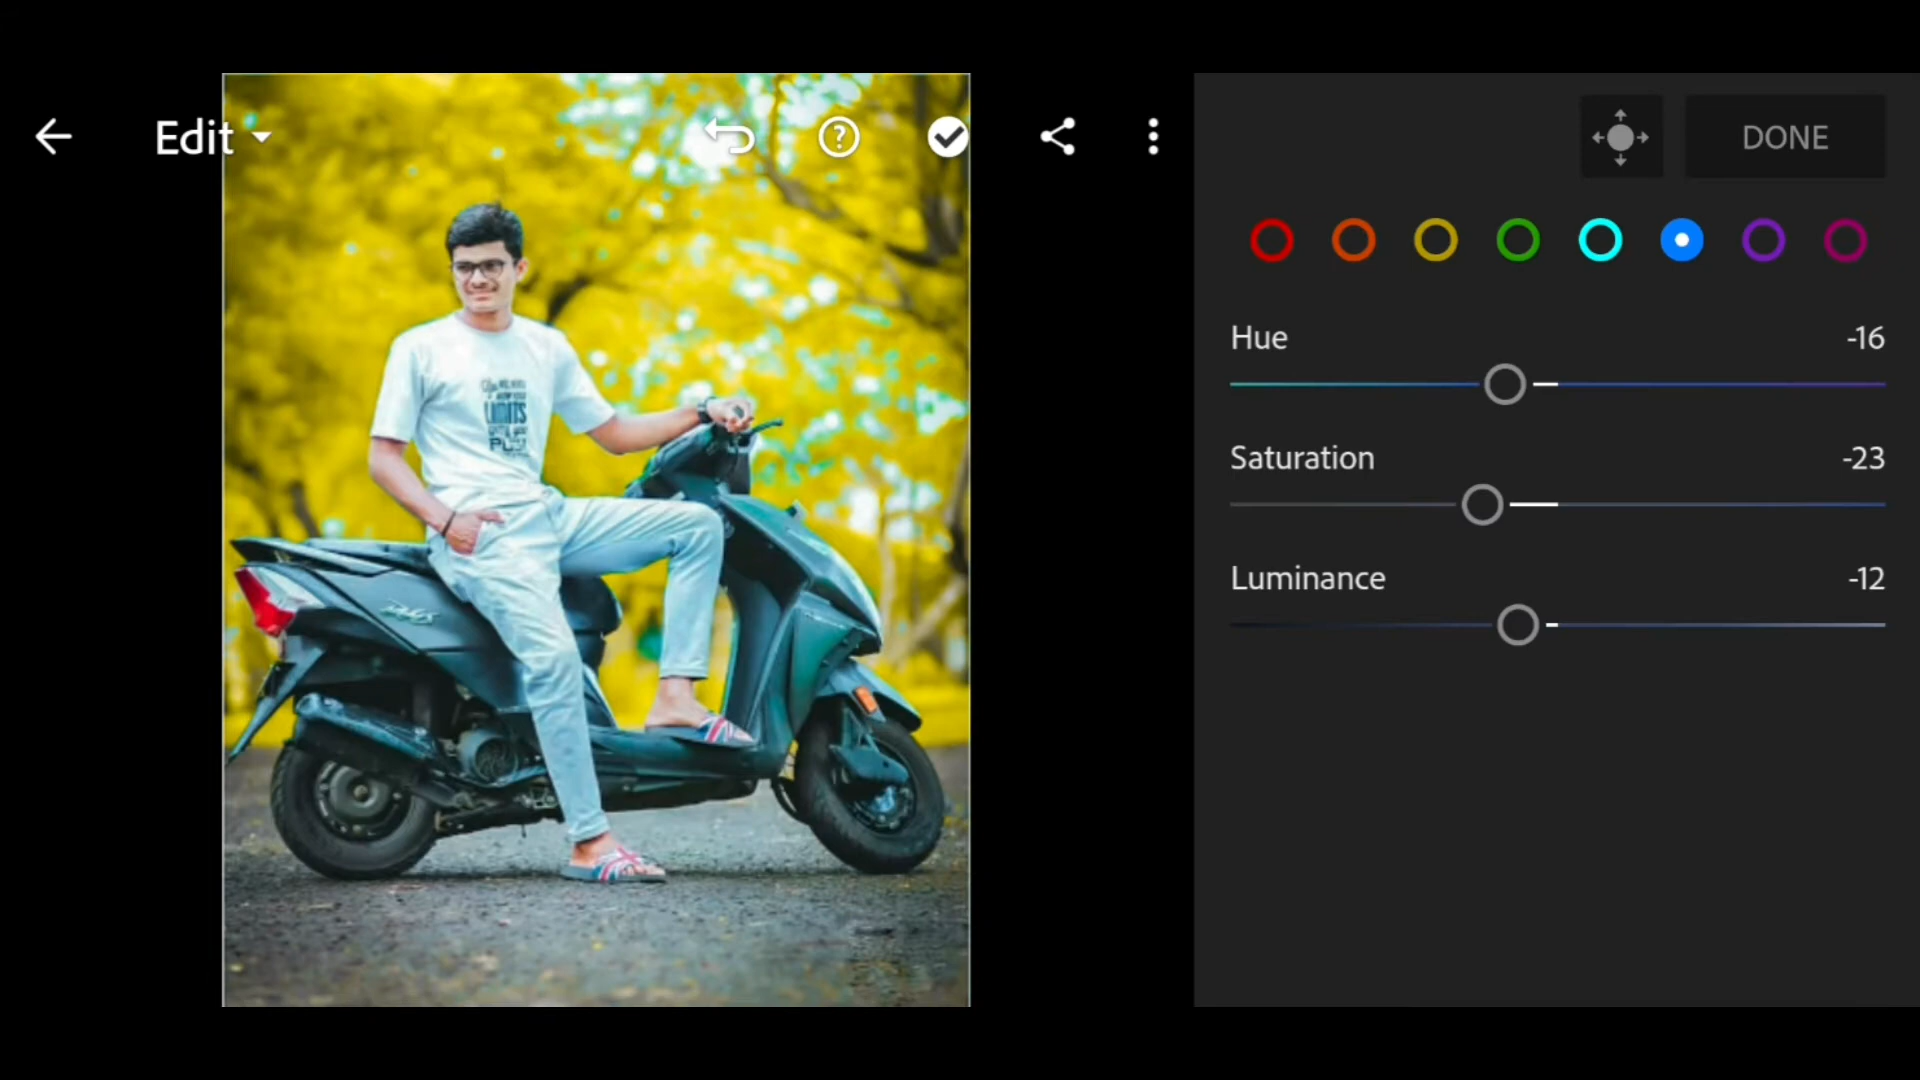 Edit
DONE
Hue -16
Saturation -23
Luminance -12
LIMITS